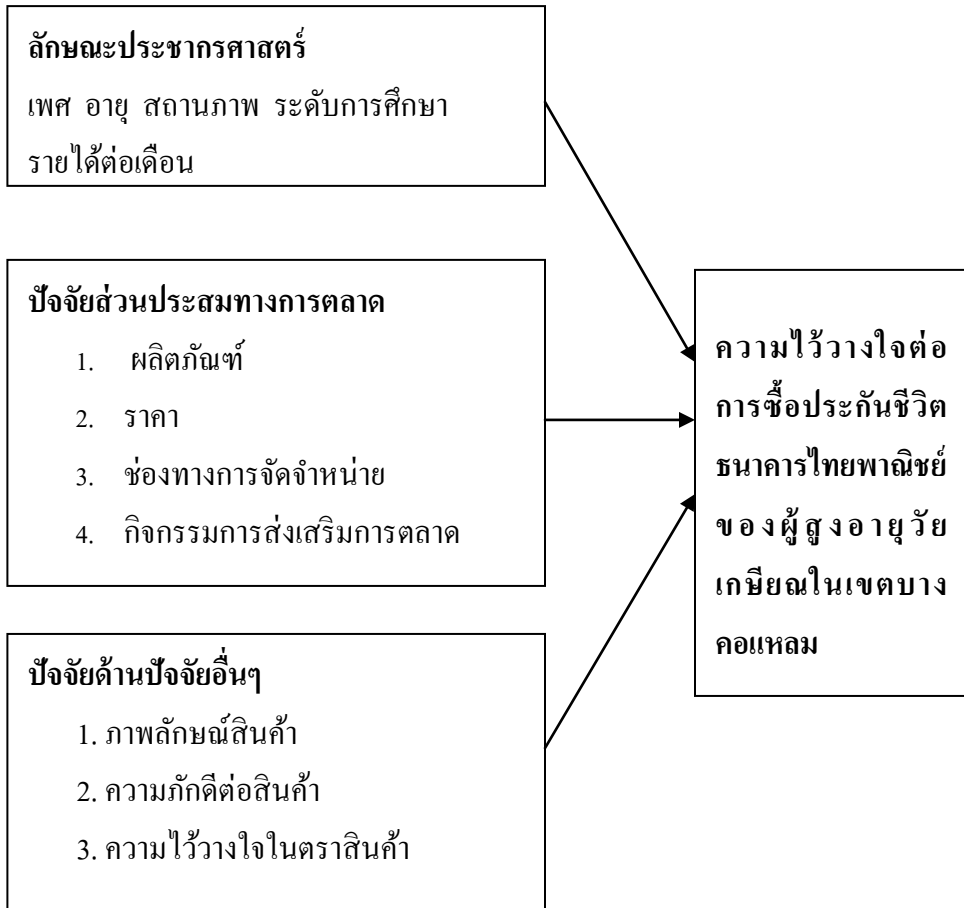 ลักษณะประชากรศาสตร์
เพศ อายุ สถานภาพ ระดับการศึกษา
รายได้ต่อเดือน
ปัจจัยส่วนประสมทางการตลาด
1. ผลิตภัณฑ์
2. ราคา
3. ช่องทางการจัดจำหน่าย
4. กิจกรรมการส่งเสริมการตลาด
ปัจจัยด้านปัจจัยอื่นๆ
1. ภาพลักษณ์สินค้า
2. ความภักดีต่อสินค้า
3. ความไว้วางใจในตราสินค้า
ความไว้วางใจต่อ
การซื้อประกันชีวิต
ธนาคารไทยพาณิชย์
ของผู้สูงอายุวัย
เกษียณในเขตบาง
คอแหลม